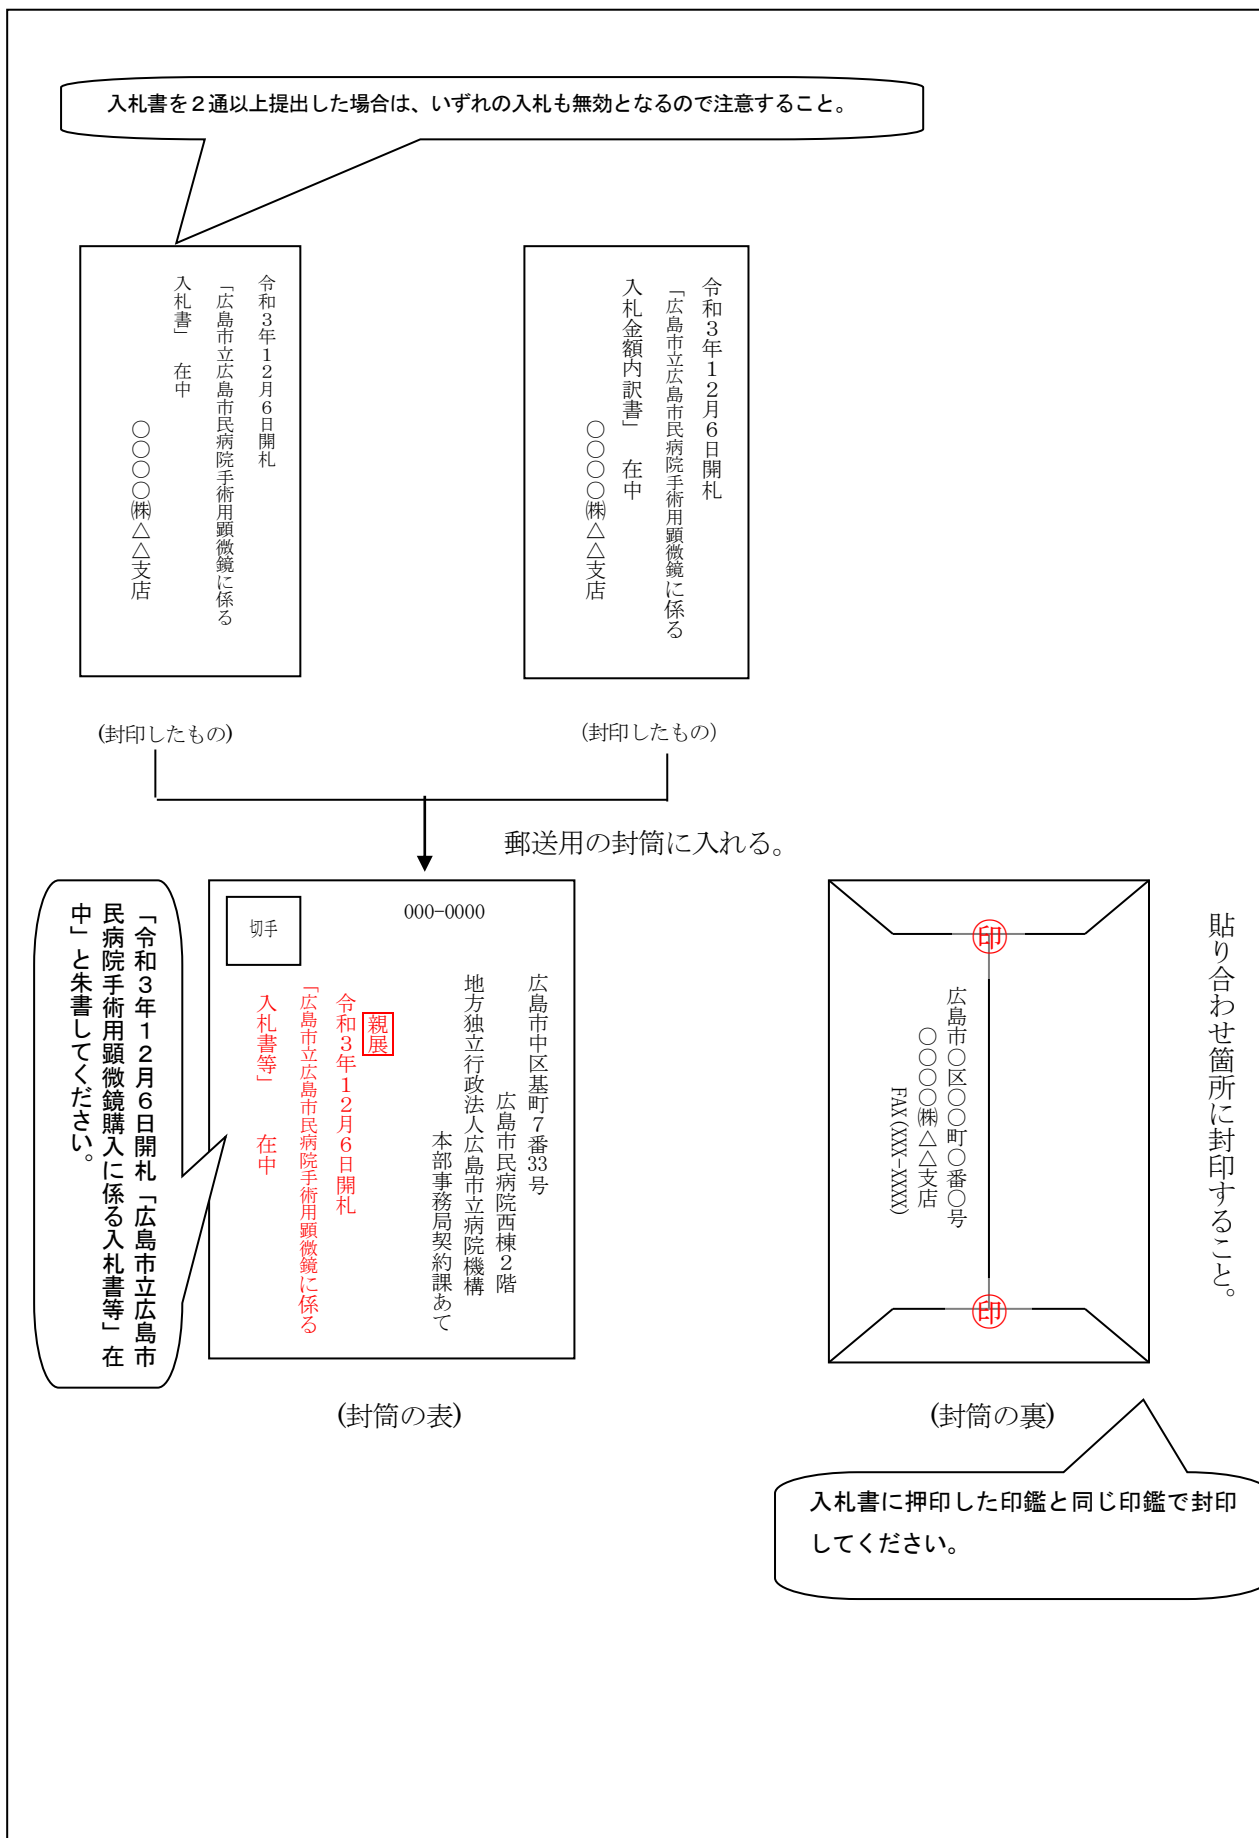 入札書を２通以上提出した場合は、いずれの入札も無効となるので注意すること。
令和３年１２月６日開札
「広島市立広島市民病院手術用顕微鏡に係る
入札書」　在中
〇〇〇〇㈱△△支店
(封印したもの)
令和３年１２月６日開札
「広島市立広島市民病院手術用顕微鏡に係る
入札金額内訳書」　在中
〇〇〇〇㈱△△支店
(封印したもの)
郵送用の封筒に入れる。
「令和３年１２月６日開札「広島市立広島市
民病院手術用顕微鏡購入に係る入札書等」在
中」と朱書してください。
切手
000-0000
広島市中区基町７番33号
広島市民病院西棟２階
地方独立行政法人広島市立病院機構
本部事務局契約課あて
親展
令和３年１２月６日開札
「広島市立広島市民病院手術用顕微鏡に係る
入札書等」　在中
(封筒の表)
貼り合わせ箇所に封印すること。
印
広島市〇区〇〇町〇番〇号
〇〇〇〇㈱△△支店
FAX(XXX-XXXX)
印
(封筒の裏)
入札書に押印した印鑑と同じ印鑑で封印
してください。